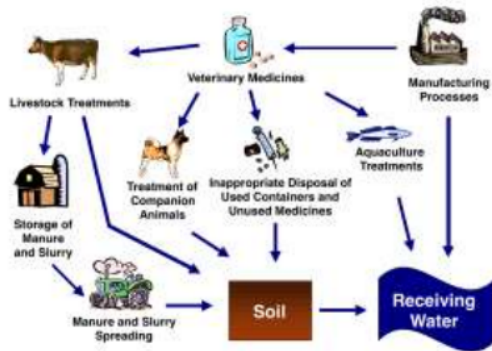 Veterinary Medicines
Manufacturing
Processes
Livestock Treatments
Treatment of
Companion
Animals
Inappropriate Disposal of
Used Containers and
Unused Medicines
Aquaculture
Treatments
Storage of
Manure
and Slurry
Manure and Slurry
Spreading
Soil
Receiving
Water